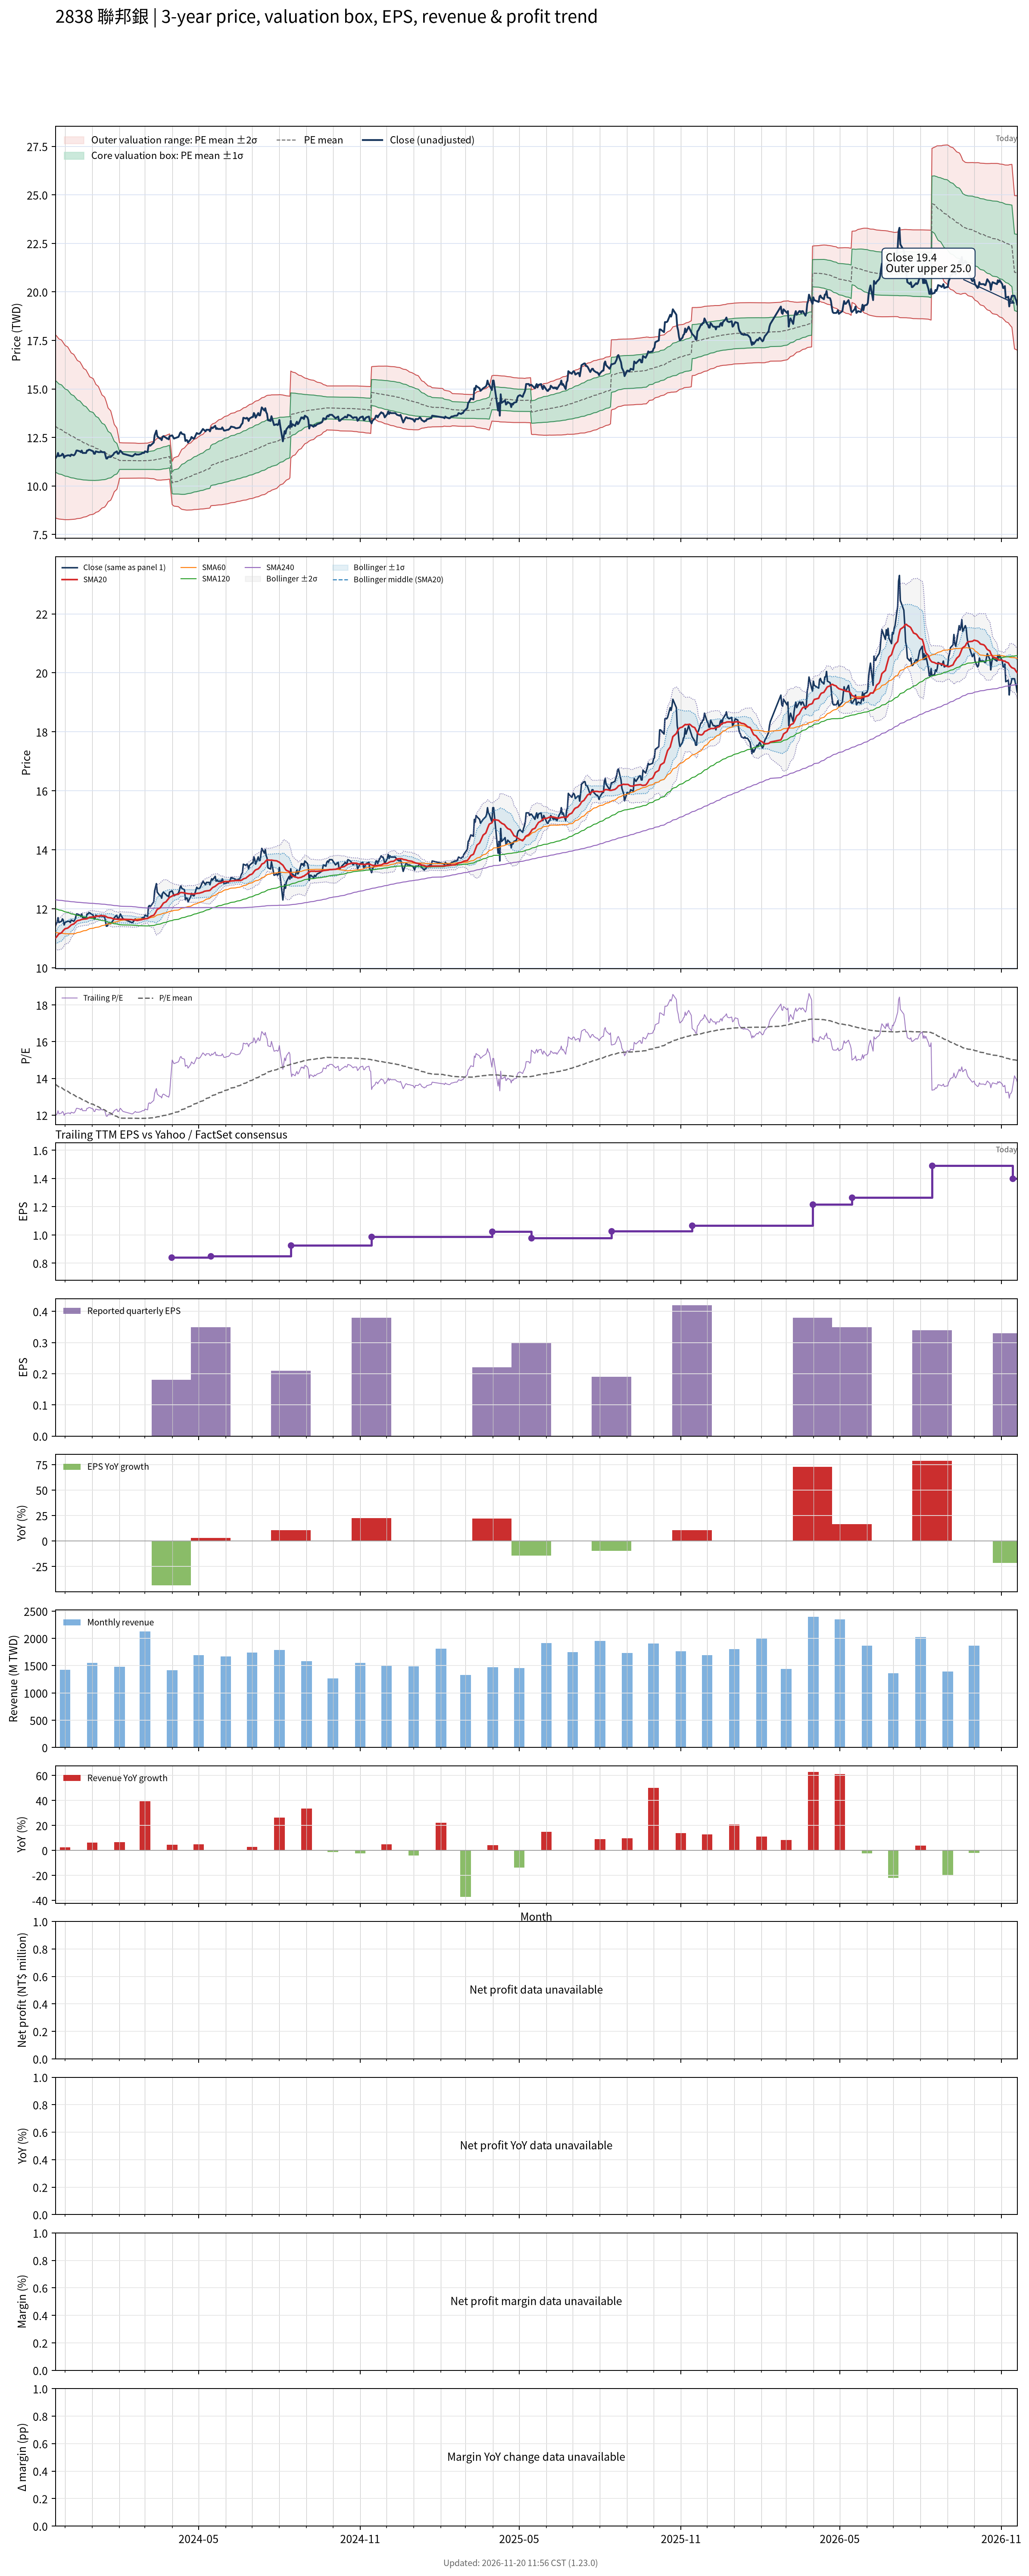 2838 聯邦銀 | 3-year price, valuation box, EPS, revenue & profit trend
Outer valuation range: PE mean ±2σ
PE mean
Close (unadjusted)
Core valuation box: PE mean ±1σ
Today
Close 19.4
Outer upper 25.0
Price (TWD)
27.5
25.0
22.5
20.0
17.5
15.0
12.5
10.0
7.5
Close (same as panel 1)
SMA20
SMA60
SMA120
SMA240
Bollinger ±2σ
Bollinger ±1σ
Bollinger middle (SMA20)
Price
22
20
18
16
14
12
10
Trailing P/E
P/E mean
P/E
18
16
14
12
Trailing TTM EPS vs Yahoo / FactSet consensus
Today
EPS
1.6
1.4
1.2
1.0
0.8
Reported quarterly EPS
EPS
0.4
0.3
0.2
0.1
0.0
EPS YoY growth
YoY (%)
75
50
25
0
-25
Monthly revenue
Revenue (M TWD)
2500
2000
1500
1000
500
0
Revenue YoY growth
YoY (%)
60
40
20
0
-20
-40
Month
Net profit (NT$ million)
1.0
0.8
0.6
0.4
0.2
0.0
Net profit data unavailable
YoY (%)
1.0
0.8
0.6
0.4
0.2
0.0
Net profit YoY data unavailable
Margin (%)
1.0
0.8
0.6
0.4
0.2
0.0
Net profit margin data unavailable
Δ margin (pp)
1.0
0.8
0.6
0.4
0.2
0.0
Margin YoY change data unavailable
2024-05
2024-11
2025-05
2025-11
2026-05
2026-11
Updated: 2026-11-20 11:56 CST (1.23.0)